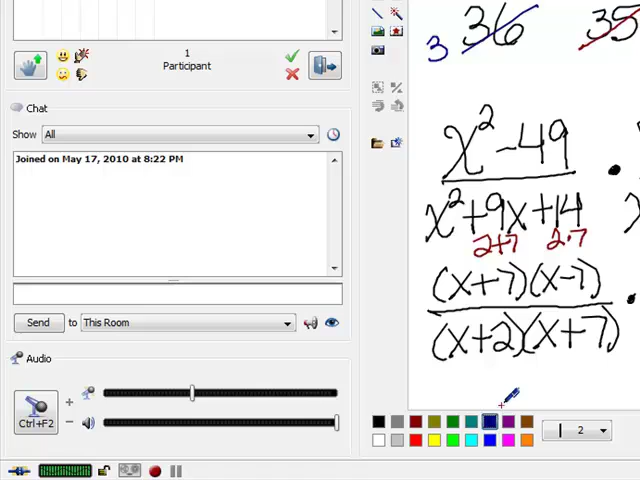 1
Participant
Chat
Show All
Joined on May 17, 2010 at 8:22 PM
Send to This Room
Audio
Ctrl+F2
+
−
36 35
3
x² - 49 ·
x² + 9x + 14
2+7 2·7
(x+7)(x-7) ·
(x+2)(x+7)
2